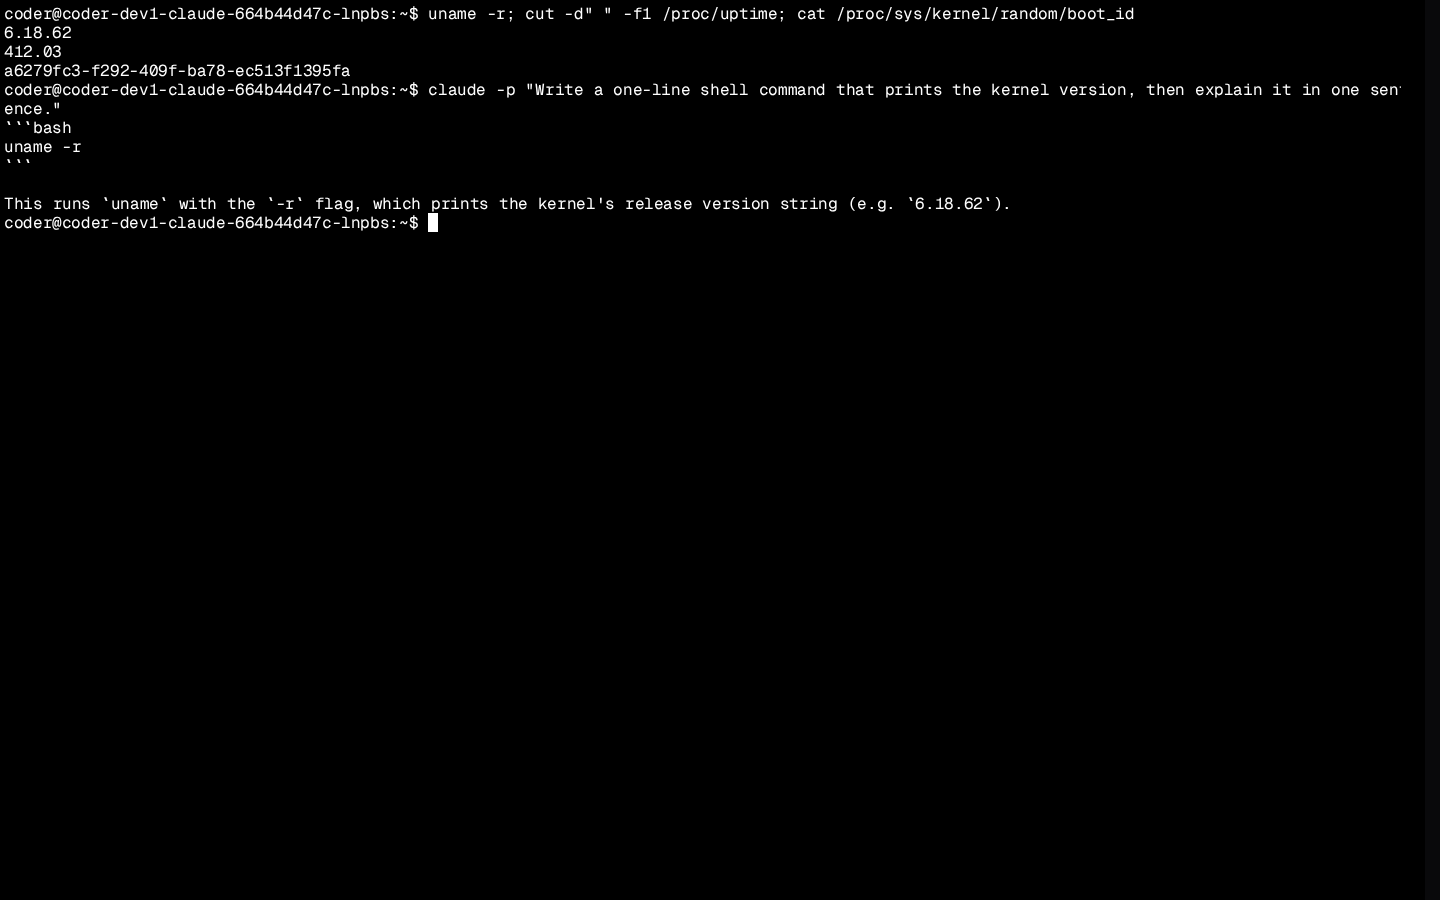 coder@coder-dev1-claude-664b44d47c-lnpbs:~$ uname -r; cut -d" " -f1 /proc/uptime; cat /proc/sys/kernel/random/boot_id
6.18.62
412.03
a6279fc3-f292-409f-ba78-ec513f1395fa
coder@coder-dev1-claude-664b44d47c-lnpbs:~$ claude -p "Write a one-line shell command that prints the kernel version, then explain it in one sent
ence."
```bash
uname -r
```
This runs `uname` with the `-r` flag, which prints the kernel's release version string (e.g. `6.18.62`).
coder@coder-dev1-claude-664b44d47c-lnpbs:~$